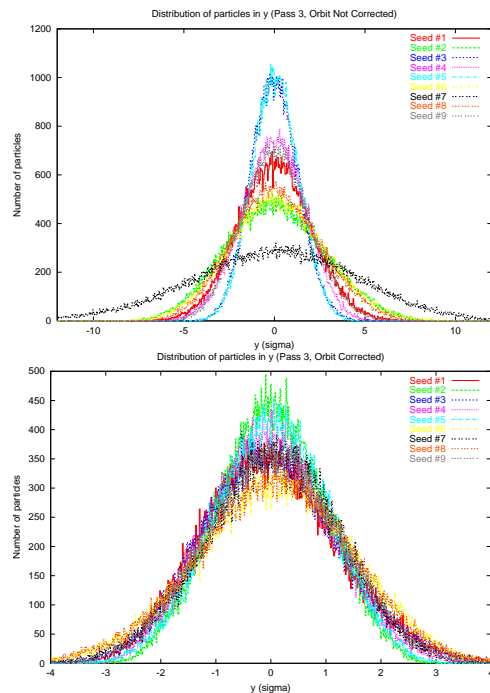 Distribution of particles in y (Pass 3, Orbit Not Corrected)
1200
1000
800
600
400
200
0
Number of particles
Seed #1
Seed #2
Seed #3
Seed #4
Seed #5
Seed #6
Seed #7
Seed #8
Seed #9
-10 -5 0 5 10
y (sigma)
Distribution of particles in y (Pass 3, Orbit Corrected)
500
450
400
350
300
250
200
150
100
50
0
Number of particles
Seed #1
Seed #2
Seed #3
Seed #4
Seed #5
Seed #6
Seed #7
Seed #8
Seed #9
-4 -3 -2 -1 0 1 2 3 4
y (sigma)